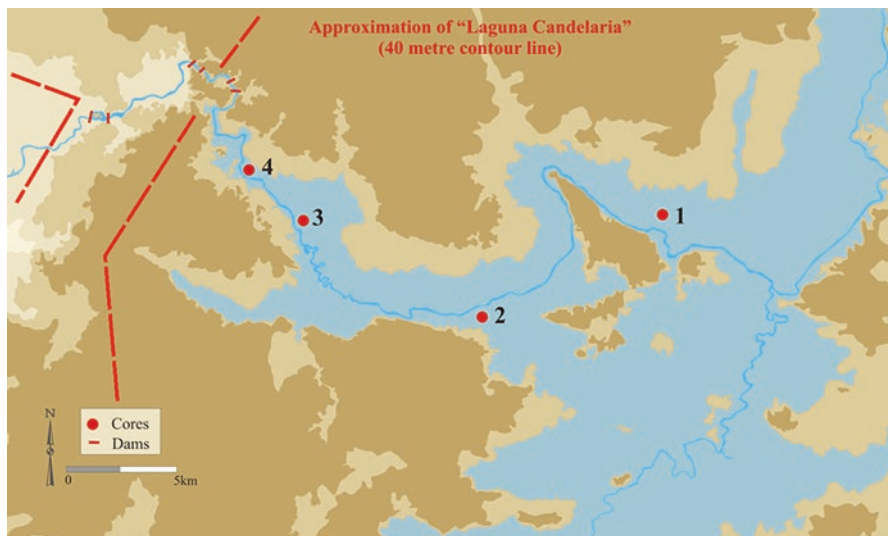 Approximation of “Laguna Candelaria”
(40 metre contour line)
4
3
1
2
N
Cores
Dams
0
5km